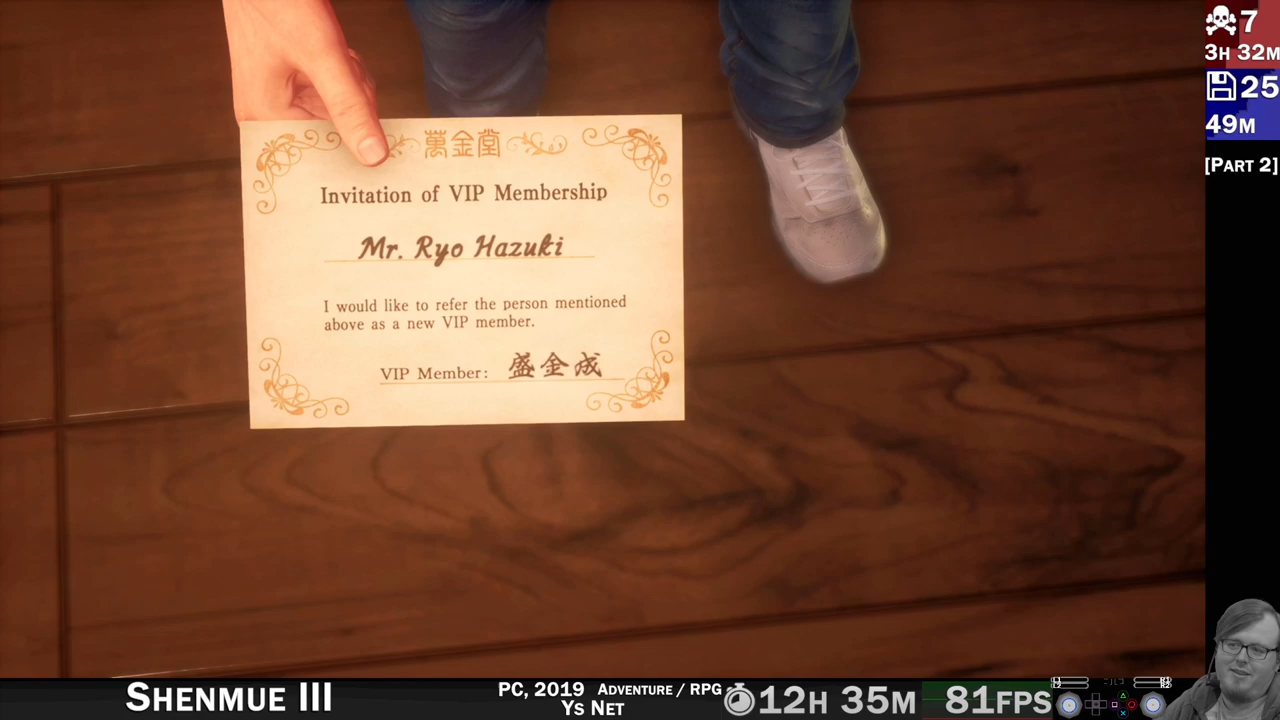 萬金堂
Invitation of VIP Membership
Mr. Ryo Hazuki
I would like to refer the person mentioned
above as a new VIP member.
VIP Member: 盛金成
7
3H 32M
25
49M
[PART 2]
SHENMUE III
PC, 2019 ADVENTURE / RPG
YS NET
12H 35M
81FPS